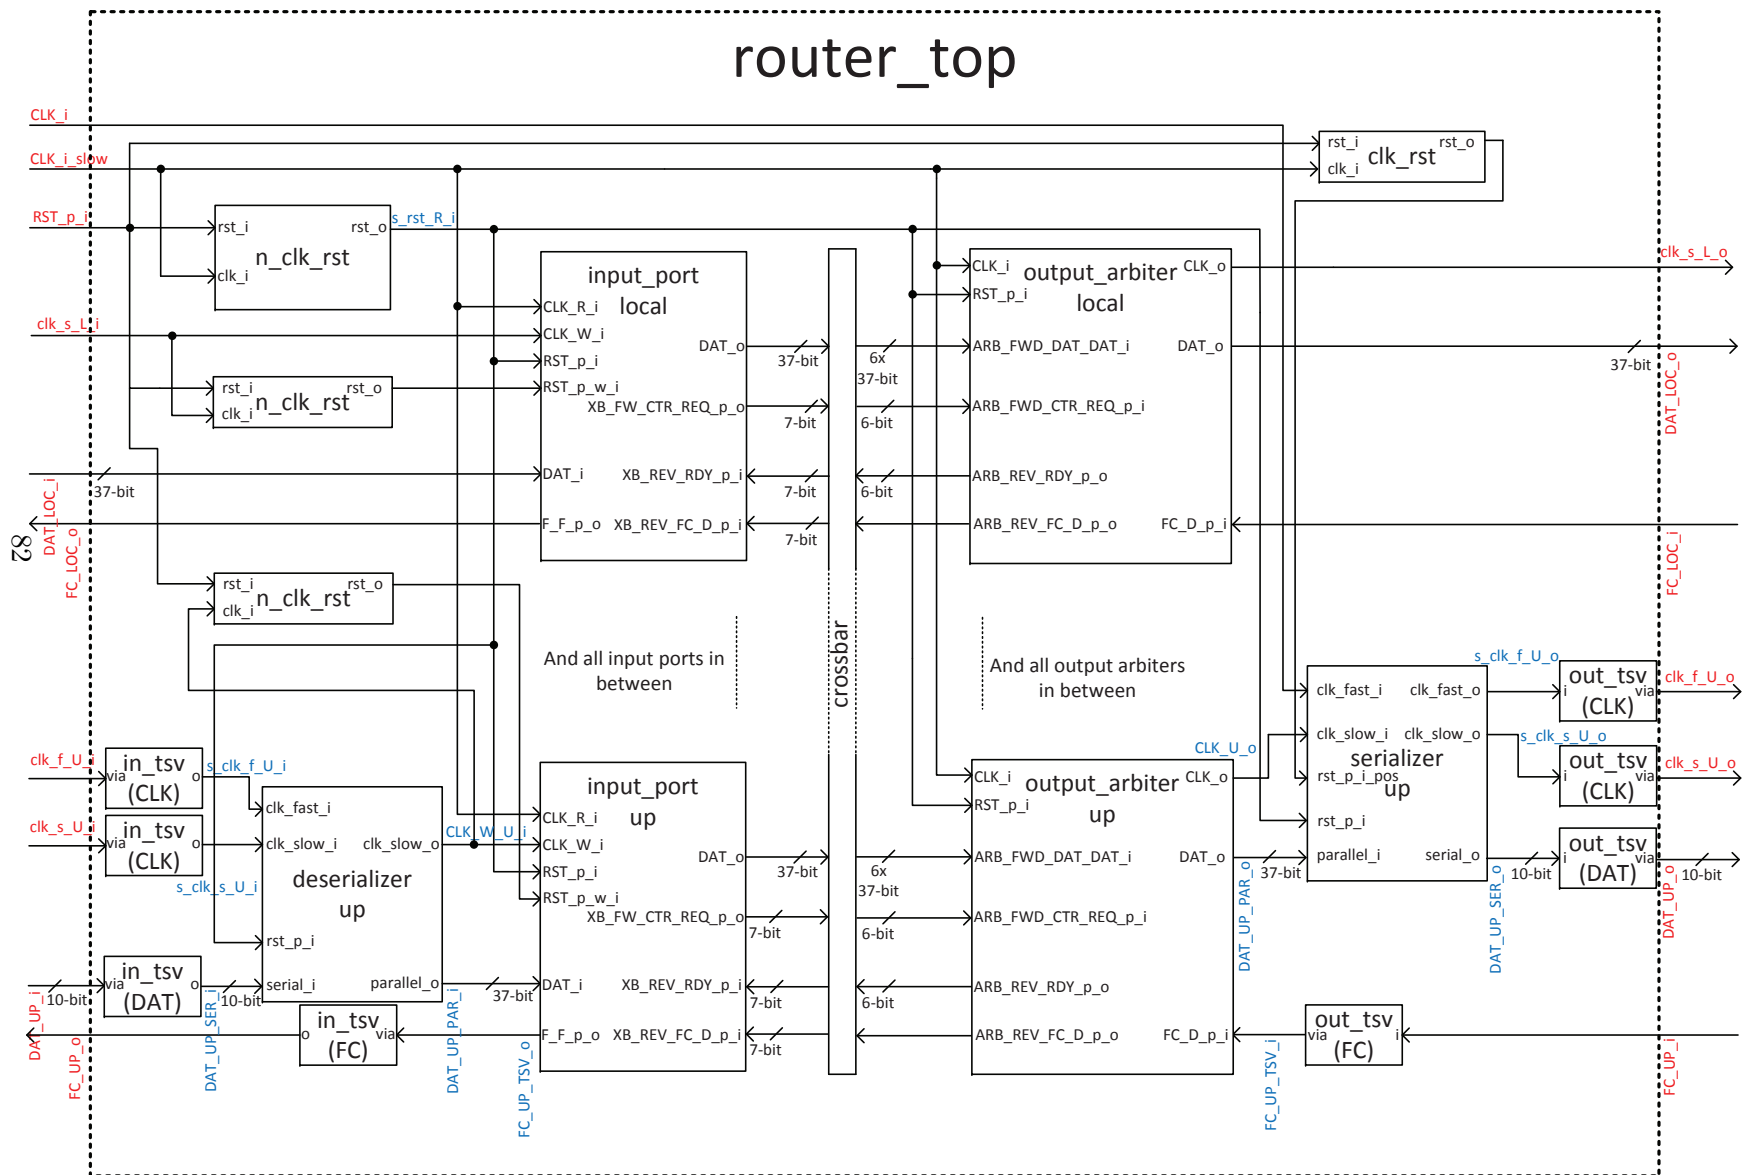 router_top
CLK_i
CLK_i_slow
rst_i
rst_o
clk_rst
clk_i
RST_p_i
s_rst_R_i
rst_i
rst_o
n_clk_rst
clk_i
clk_s_L_i
rst_i
rst_o
n_clk_rst
clk_i
37-bit
DAT_LOC_i
FC_LOC_o
82
rst_i
rst_o
n_clk_rst
clk_i
input_port
local
CLK_R_i
CLK_W_i
RST_p_i
RST_p_w_i
DAT_o
XB_FW_CTR_REQ_p_o
DAT_i
XB_REV_RDY_p_i
F_F_p_o
XB_REV_FC_D_p_i
37-bit
7-bit
7-bit
7-bit
6x
37-bit
6-bit
6-bit
output_arbiter
local
CLK_i
CLK_o
RST_p_i
ARB_FWD_DAT_DAT_i
DAT_o
ARB_FWD_CTR_REQ_p_i
ARB_REV_RDY_p_o
ARB_REV_FC_D_p_o
FC_D_p_i
clk_s_L_o
37-bit
DAT_LOC_o
FC_LOC_i
And all input ports in
between
crossbar
And all output arbiters
in between
clk_f_U_i
via
in_tsv
o
(CLK)
s_clk_f_U_i
clk_s_U_i
via
in_tsv
o
(CLK)
s_clk_s_U_i
clk_fast_i
clk_slow_i
clk_slow_o
deserializer
up
rst_p_i
serial_i
parallel_o
CLK_W_U_i
10-bit
via
in_tsv
o
(DAT)
10-bit
37-bit
DAT_UP_i
FC_UP_o
DAT_UP_SER_i
o
in_tsv
via
(FC)
DAT_UP_PAR_i
FC_UP_TSV_o
input_port
up
CLK_R_i
CLK_W_i
RST_p_i
RST_p_w_i
DAT_o
XB_FW_CTR_REQ_p_o
DAT_i
XB_REV_RDY_p_i
F_F_p_o
XB_REV_FC_D_p_i
37-bit
7-bit
7-bit
7-bit
6x
37-bit
6-bit
6-bit
output_arbiter
up
CLK_i
CLK_o
RST_p_i
ARB_FWD_DAT_DAT_i
DAT_o
ARB_FWD_CTR_REQ_p_i
ARB_REV_RDY_p_o
ARB_REV_FC_D_p_o
FC_D_p_i
CLK_U_o
37-bit
DAT_UP_PAR_o
FC_UP_TSV_i
via
out_tsv
i
(FC)
clk_fast_i
clk_fast_o
clk_slow_i
clk_slow_o
serializer
rst_p_i_pos
up
rst_p_i
parallel_i
serial_o
s_clk_f_U_o
i
out_tsv
via
(CLK)
clk_f_U_o
s_clk_s_U_o
i
out_tsv
via
(CLK)
clk_s_U_o
10-bit
i
out_tsv
via
(DAT)
10-bit
DAT_UP_SER_o
DAT_UP_o
FC_UP_i